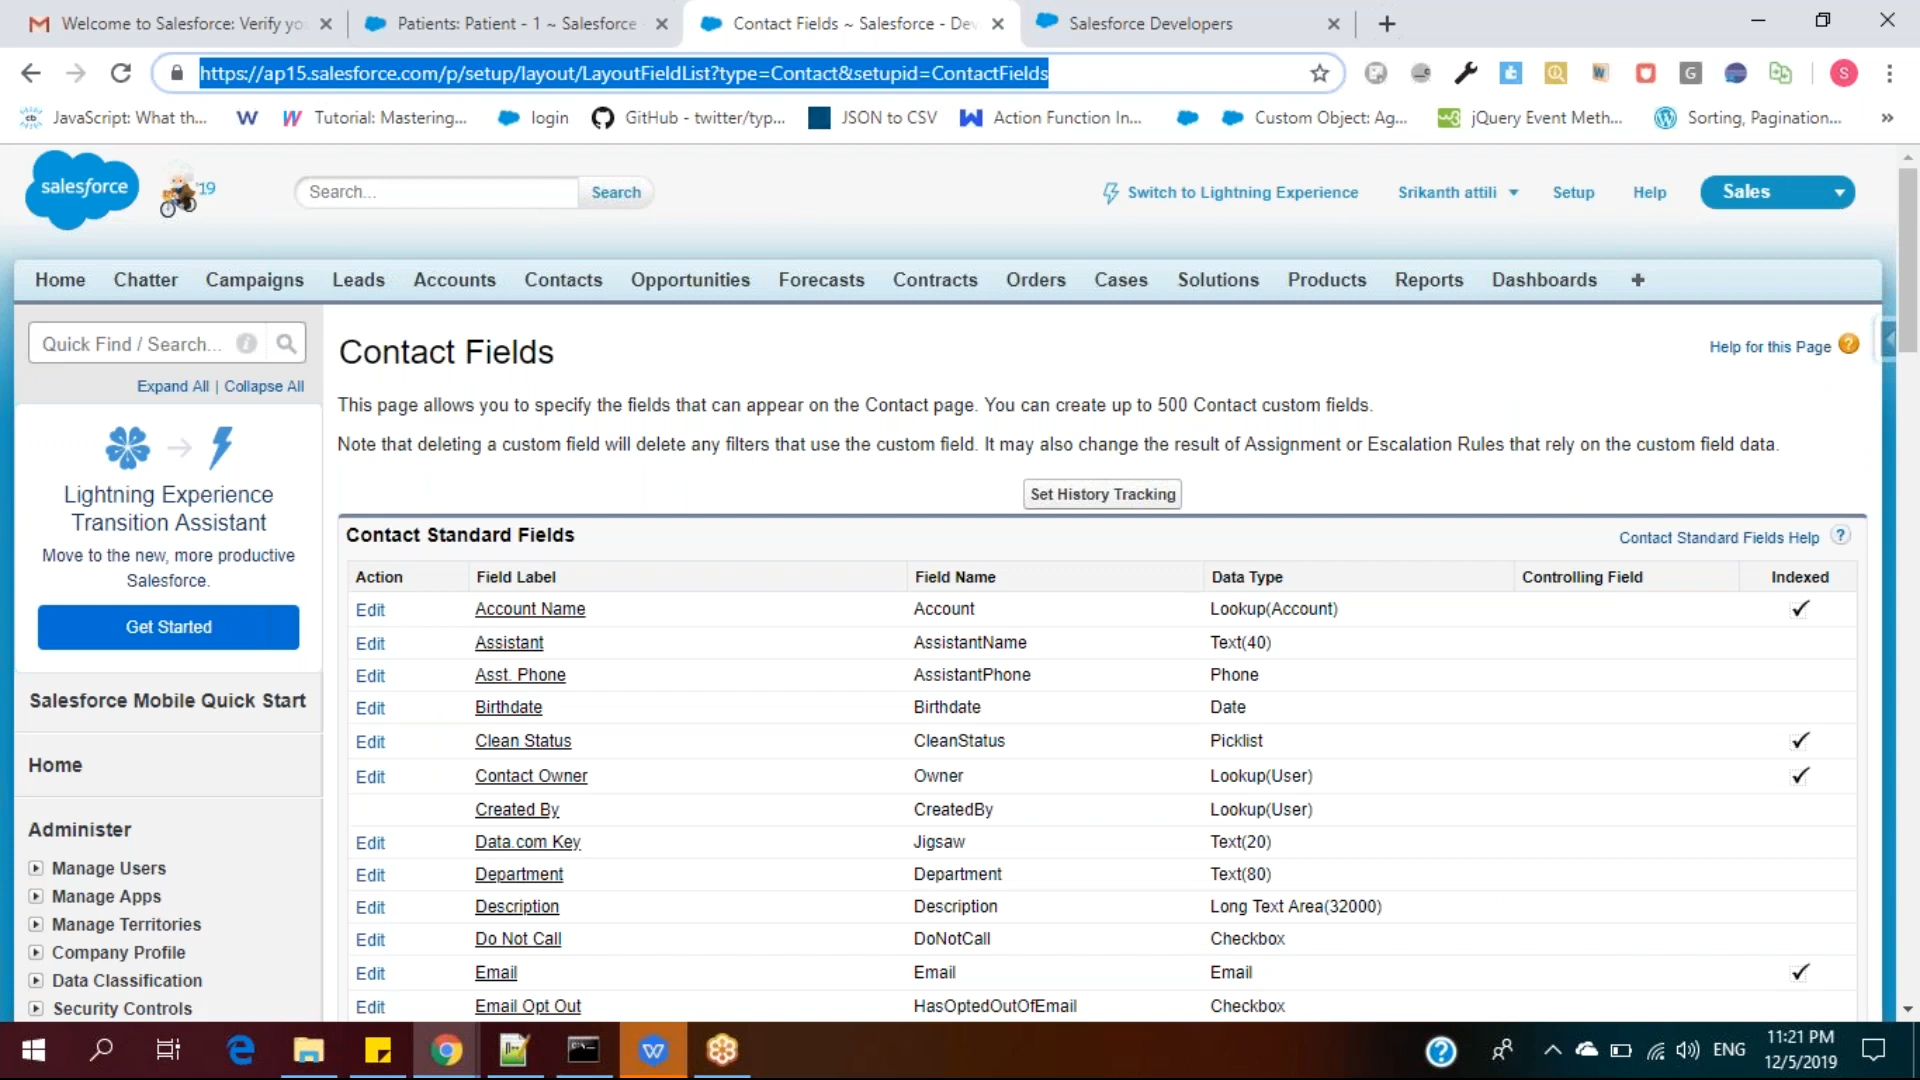 Welcome to Salesforce: Verify yo
Patients: Patient - 1 ~ Salesforce
Contact Fields ~ Salesforce - Dev
Salesforce Developers
https://ap15.salesforce.com/p/setup/layout/LayoutFieldList?type=Contact&setupid=ContactFields
JavaScript: What th...
Tutorial: Mastering...
login
GitHub - twitter/typ...
JSON to CSV
Action Function In...
Custom Object: Ag...
jQuery Event Meth...
Sorting, Pagination...
»
salesforce
'19
Search...
Search
Switch to Lightning Experience
Srikanth attili
Setup
Help
Sales
Home Chatter Campaigns Leads Accounts Contacts Opportunities Forecasts Contracts Orders Cases Solutions Products Reports Dashboards +
Quick Find / Search...
Expand All | Collapse All
Lightning Experience
Transition Assistant
Move to the new, more productive
Salesforce.
Get Started
Salesforce Mobile Quick Start
Home
Administer
Manage Users
Manage Apps
Manage Territories
Company Profile
Data Classification
Security Controls
Contact Fields
Help for this Page ?
This page allows you to specify the fields that can appear on the Contact page. You can create up to 500 Contact custom fields.
Note that deleting a custom field will delete any filters that use the custom field. It may also change the result of Assignment or Escalation Rules that rely on the custom field data.
Set History Tracking
Contact Standard Fields
Contact Standard Fields Help ?
Action Field Label Field Name Data Type Controlling Field Indexed
Edit Account Name Account Lookup(Account) ✓
Edit Assistant AssistantName Text(40)
Edit Asst. Phone AssistantPhone Phone
Edit Birthdate Birthdate Date
Edit Clean Status CleanStatus Picklist ✓
Edit Contact Owner Owner Lookup(User) ✓
Created By CreatedBy Lookup(User)
Edit Data.com Key Jigsaw Text(20)
Edit Department Department Text(80)
Edit Description Description Long Text Area(32000)
Edit Do Not Call DoNotCall Checkbox
Edit Email Email Email ✓
Edit Email Opt Out HasOptedOutOfEmail Checkbox
ENG
11:21 PM
12/5/2019